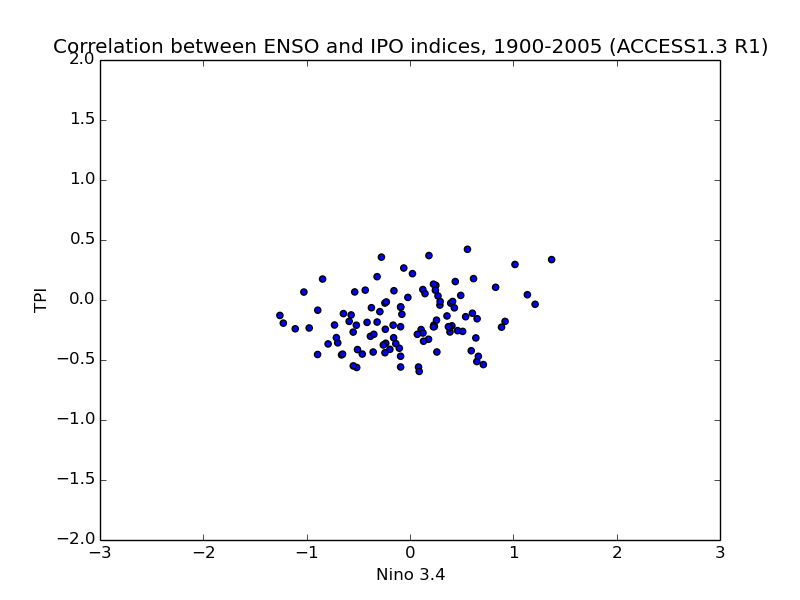 Correlation between ENSO and IPO indices, 1900-2005 (ACCESS1.3 R1)
2.0
1.5
1.0
0.5
0.0
−0.5
−1.0
−1.5
−2.0
TPI
−3 −2 −1 0 1 2 3
Nino 3.4